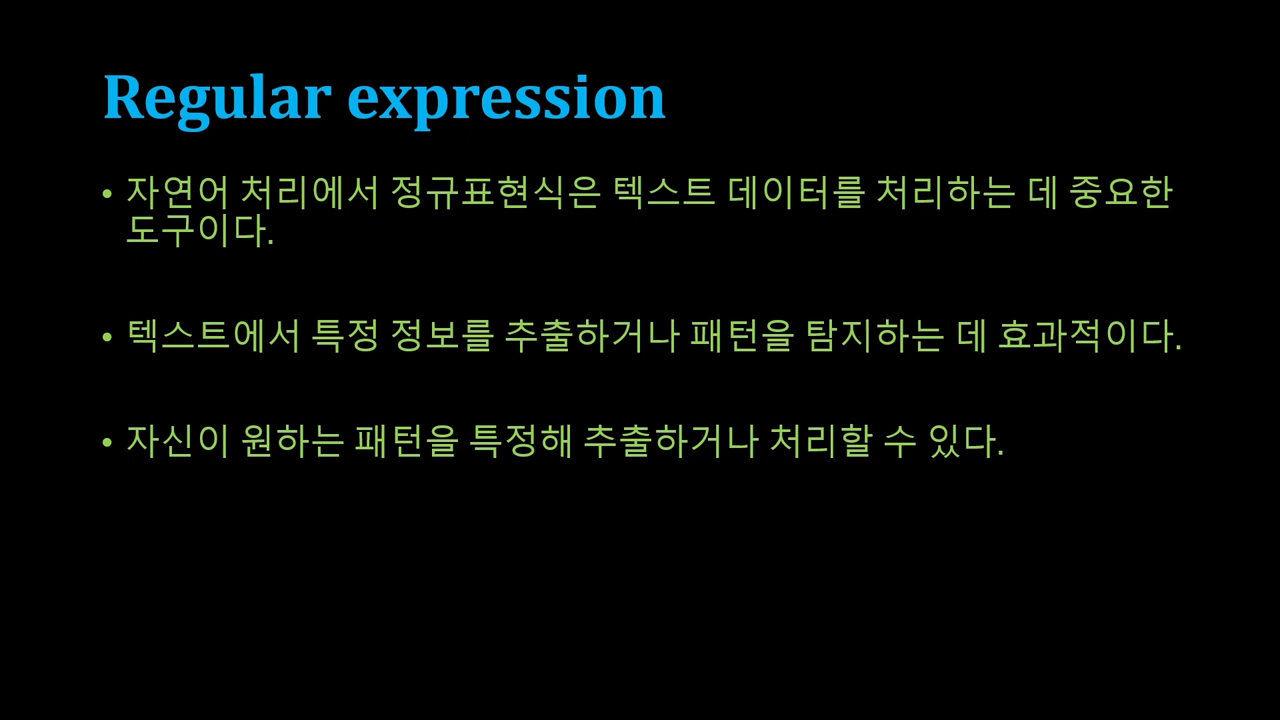 Regular expression
• 자연어 처리에서 정규표현식은 텍스트 데이터를 처리하는 데 중요한
도구이다.
• 텍스트에서 특정 정보를 추출하거나 패턴을 탐지하는 데 효과적이다.
• 자신이 원하는 패턴을 특정해 추출하거나 처리할 수 있다.